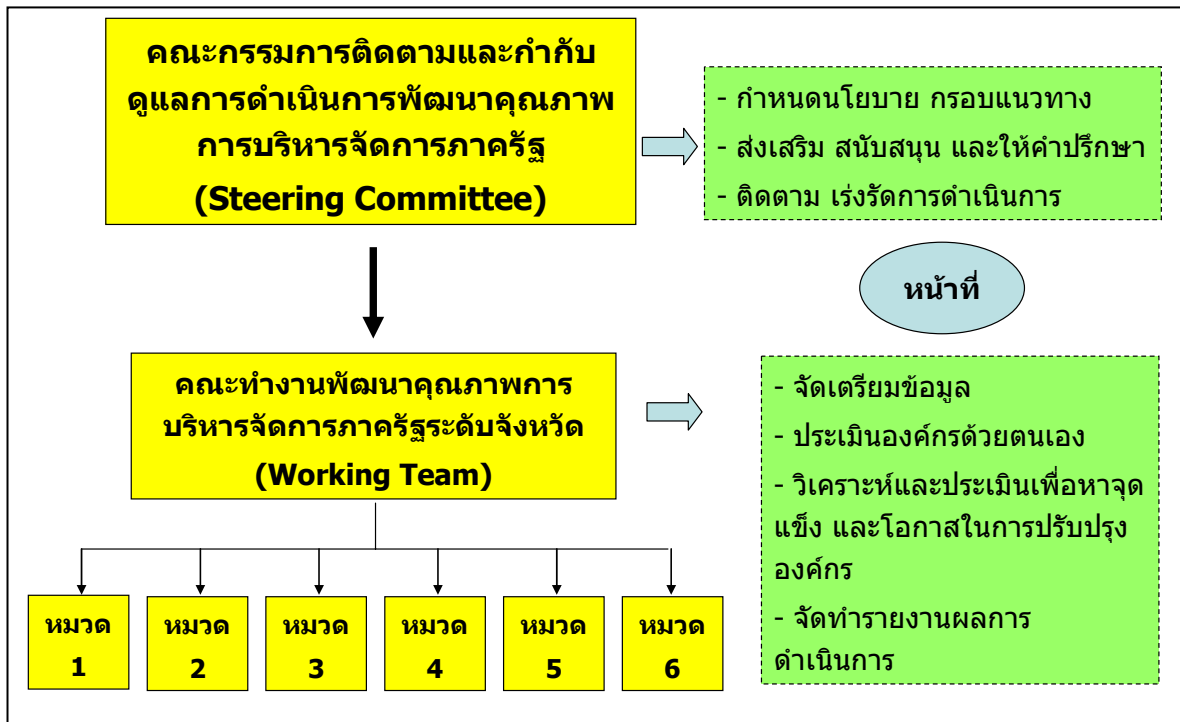 คณะกรรมการติดตามและกำกับ
ดูแลการดำเนินการพัฒนาคุณภาพ
การบริหารจัดการภาครัฐ
(Steering Committee)
- กำหนดนโยบาย กรอบแนวทาง
- ส่งเสริม สนับสนุน และให้คำปรึกษา
- ติดตาม เร่งรัดการดำเนินการ
หน้าที่
คณะทำงานพัฒนาคุณภาพการ
บริหารจัดการภาครัฐระดับจังหวัด
(Working Team)
- จัดเตรียมข้อมูล
- ประเมินองค์กรด้วยตนเอง
- วิเคราะห์และประเมินเพื่อหาจุด
แข็ง และโอกาสในการปรับปรุง
องค์กร
- จัดทำรายงานผลการ
ดำเนินการ
หมวด
1
หมวด
2
หมวด
3
หมวด
4
หมวด
5
หมวด
6